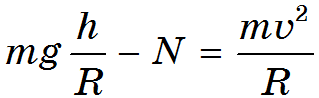 mg h/R − N = mv²/R